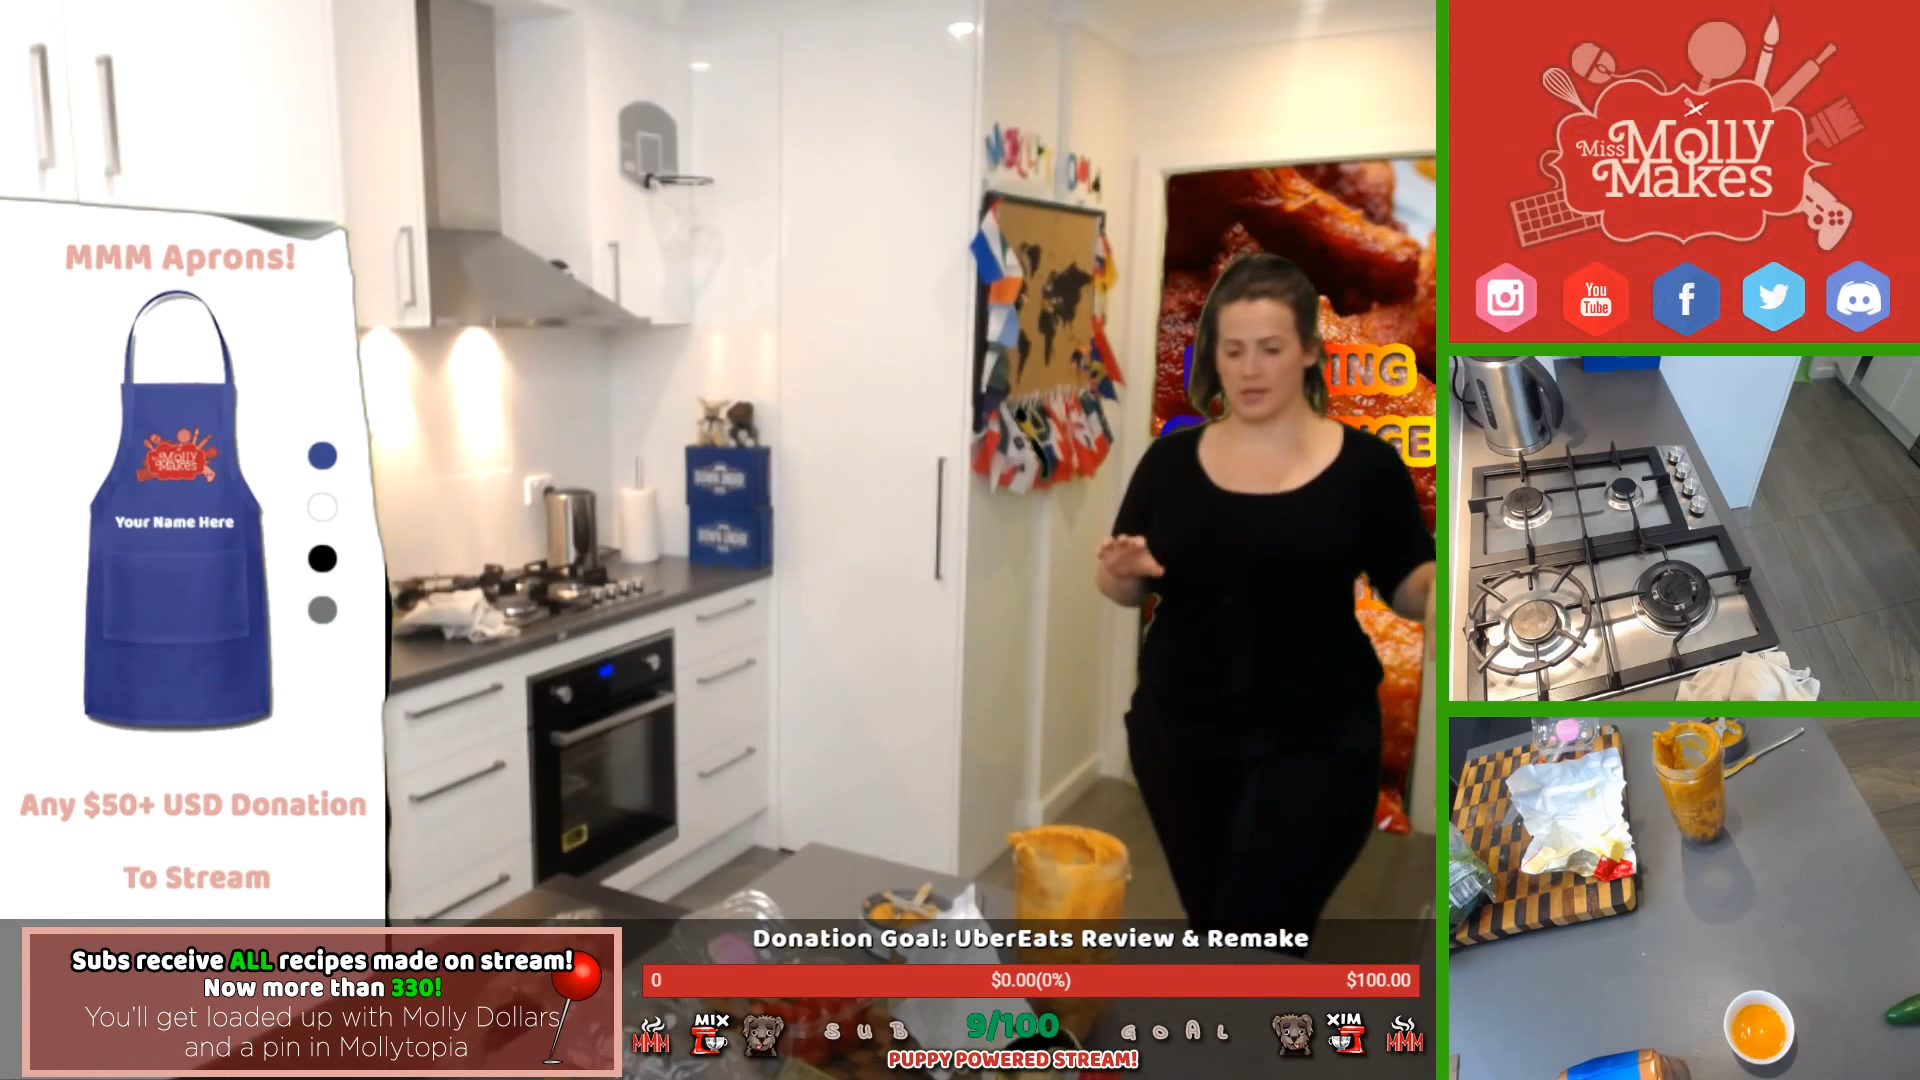 MMM Aprons!
Molly
Makes
Your Name Here
Any $50+ USD Donation
To Stream
Subs receive ALL recipes made on stream!
Now more than 330!
You'll get loaded up with Molly Dollars
and a pin in Mollytopia
ING
GE
Donation Goal: UberEats Review & Remake
0 $0.00(0%) $100.00
MMM MIX SUB 9/100 GOAL XIM MMM
PUPPY POWERED STREAM!
Miss Molly
Makes
You
Tube
f